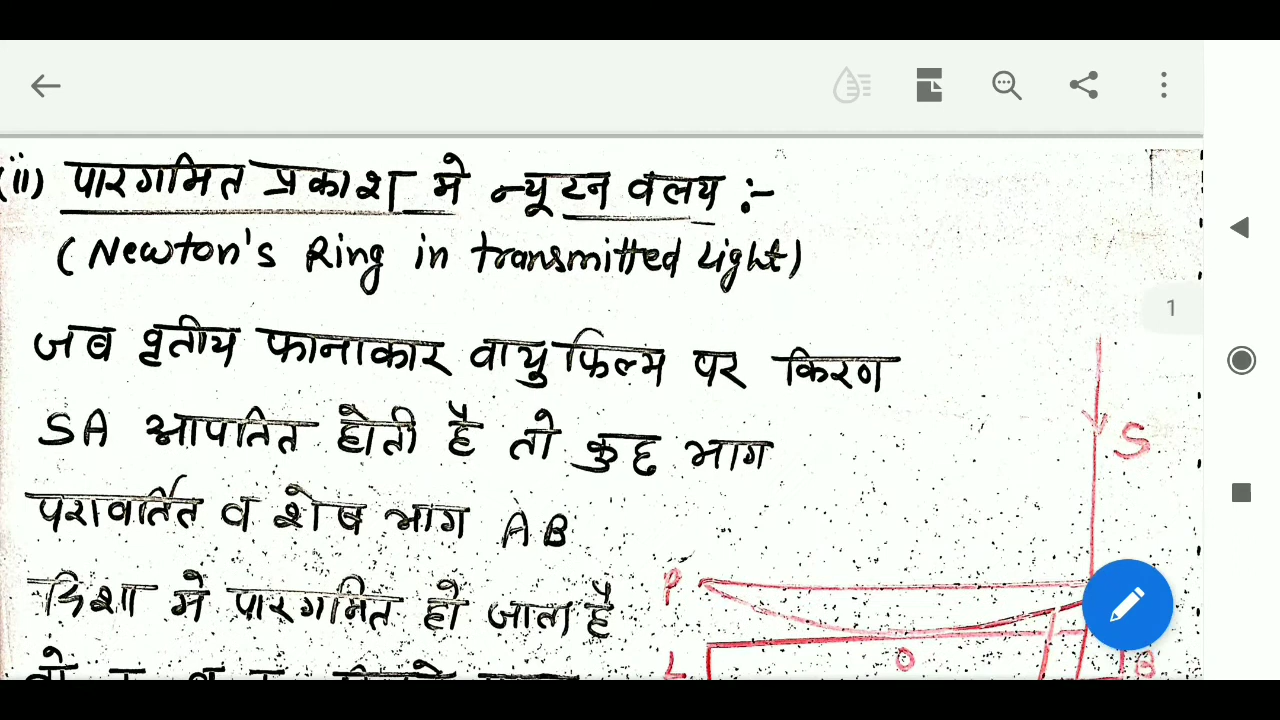 (ii) पारगमित प्रकाश मे न्यूटन वलय :-
(Newton's Ring in transmitted Light)
1
जब वृतीय फानाकार वायुफिल्म पर किरण
SA आपतित होती है तो कुछ भाग
S
परावर्तित व शेष भाग AB
दिशा मे पारगमित हो जाता है
P
O
L
B